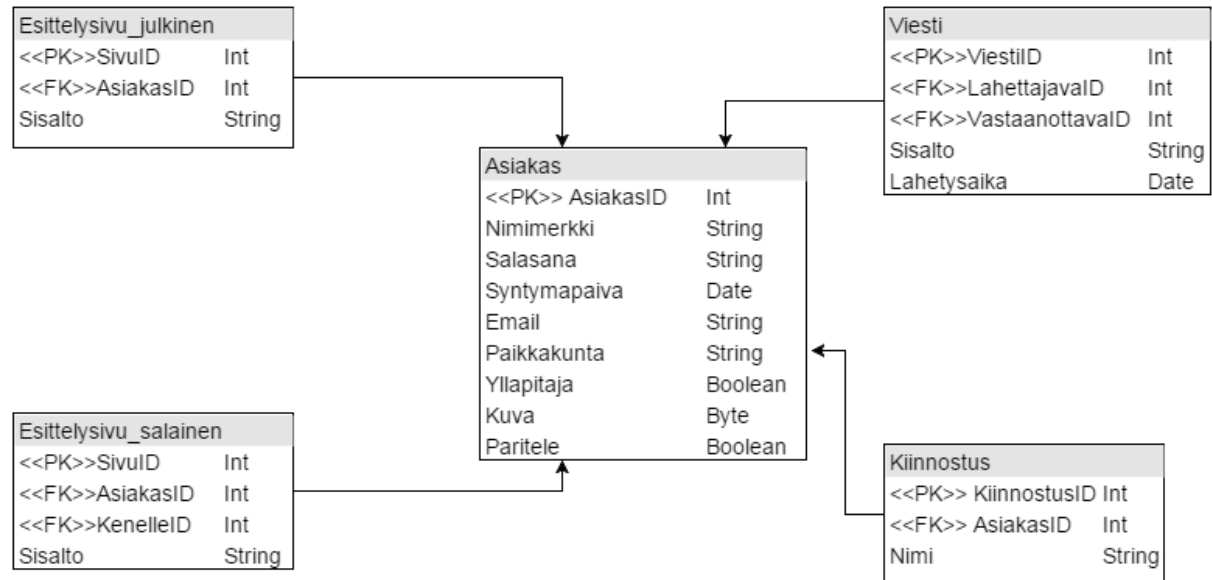 Esittelysivu_julkinen
<<PK>>SivuID Int
<<FK>>AsiakasID Int
Sisalto String
Viesti
<<PK>>ViestiID Int
<<FK>>LahettajavaID Int
<<FK>>VastaanottavaID Int
Sisalto String
Lahetysaika Date
Asiakas
<<PK>> AsiakasID Int
Nimimerkki String
Salasana String
Syntymapaiva Date
Email String
Paikkakunta String
Yllapitaja Boolean
Kuva Byte
Paritele Boolean
Esittelysivu_salainen
<<PK>>SivuID Int
<<FK>>AsiakasID Int
<<FK>>KenelleID Int
Sisalto String
Kiinnostus
<<PK>> KiinnostusID Int
<<FK>> AsiakasID Int
Nimi String